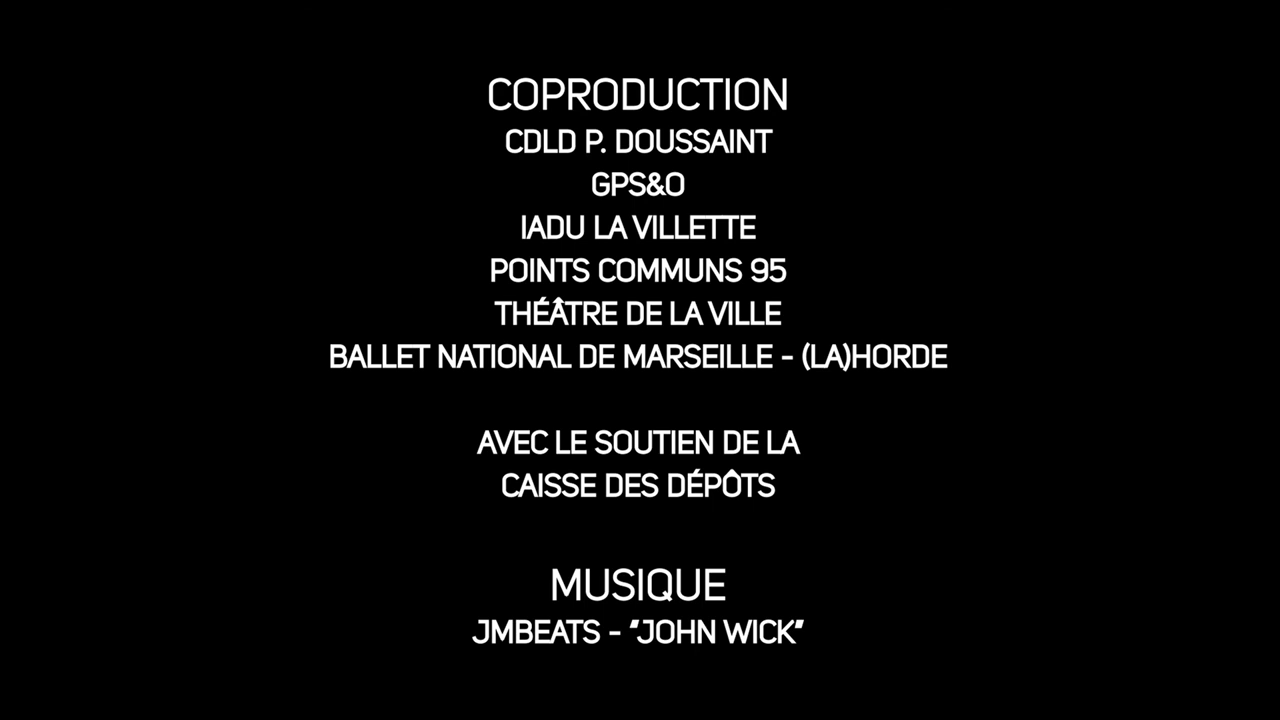 COPRODUCTION
CDLD P. DOUSSAINT
GPS&O
IADU LA VILLETTE
POINTS COMMUNS 95
THÉÂTRE DE LA VILLE
BALLET NATIONAL DE MARSEILLE - (LA)HORDE
AVEC LE SOUTIEN DE LA
CAISSE DES DÉPÔTS
MUSIQUE
JMBEATS - "JOHN WICK"